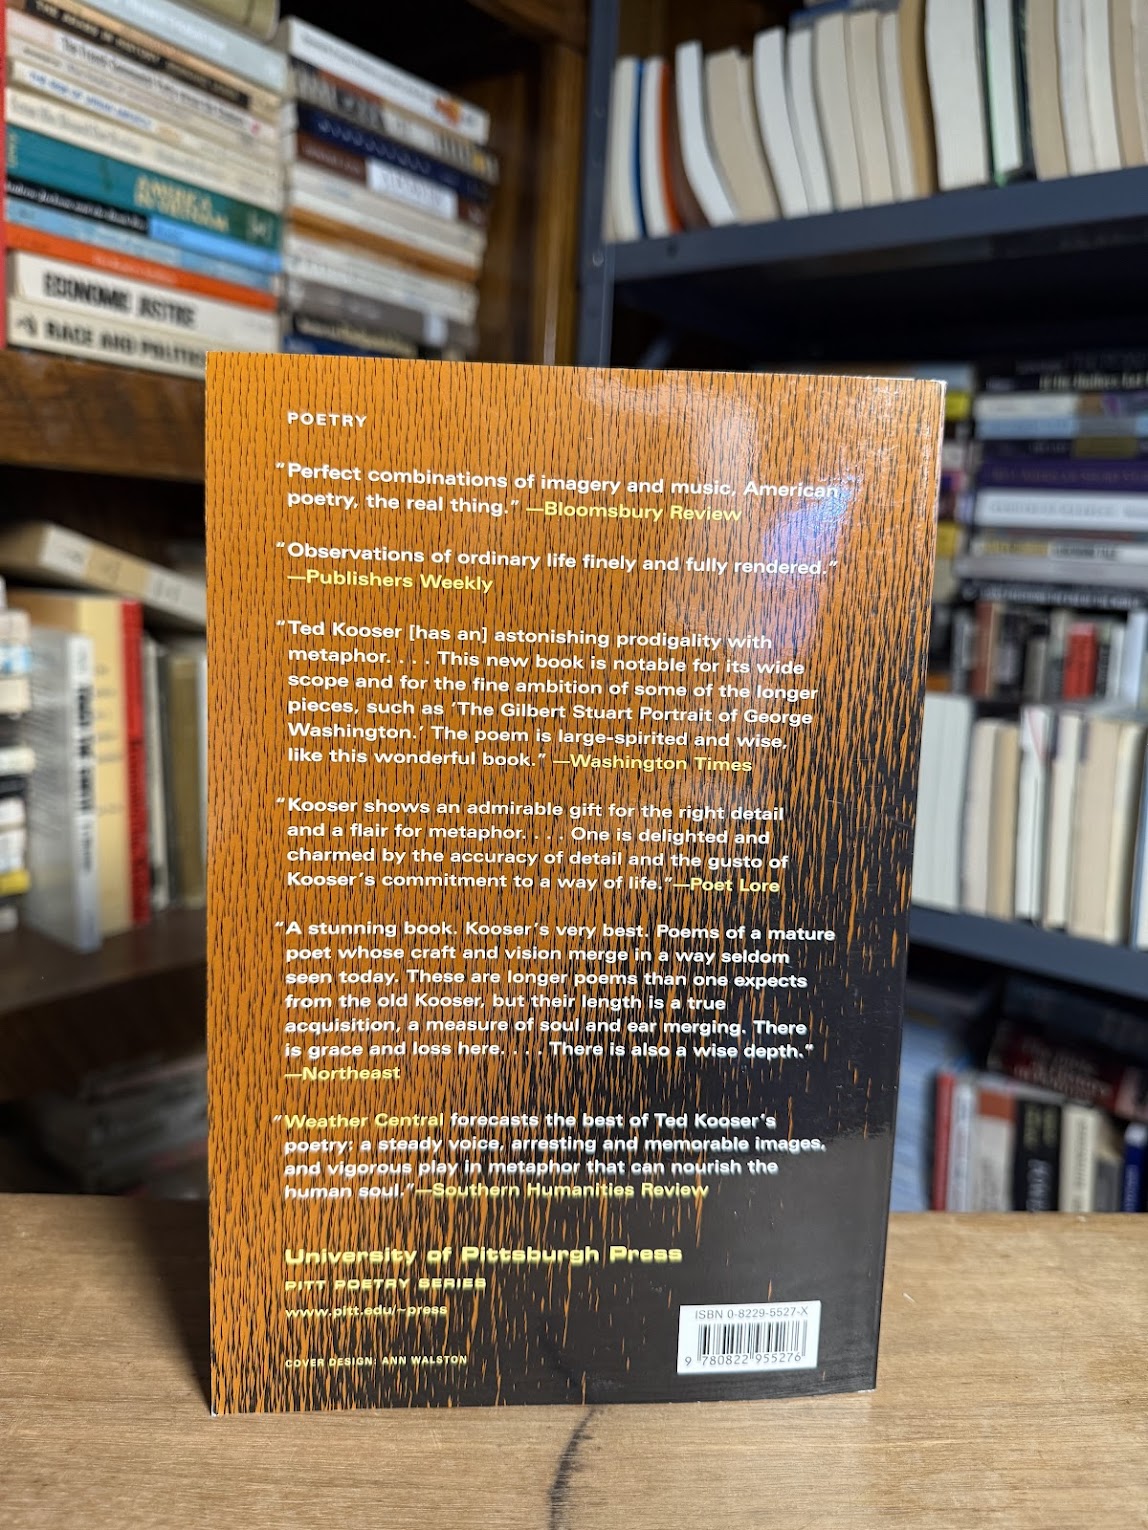 AMERICA
IN VIETNAM
ECONOMIC JUSTICE
RACE AND POLITICS
POETRY
"Perfect combinations of imagery and music, American
poetry, the real thing." —Bloomsbury Review
"Observations of ordinary life finely and fully rendered."
—Publishers Weekly
"Ted Kooser [has an] astonishing prodigality with
metaphor. . . . This new book is notable for its wide
scope and for the fine ambition of some of the longer
pieces, such as 'The Gilbert Stuart Portrait of George
Washington.' The poem is large-spirited and wise,
like this wonderful book." —Washington Times
"Kooser shows an admirable gift for the right detail
and a flair for metaphor. . . . One is delighted and
charmed by the accuracy of detail and the gusto of
Kooser's commitment to a way of life."—Poet Lore
"A stunning book. Kooser's very best. Poems of a mature
poet whose craft and vision merge in a way seldom
seen today. These are longer poems than one expects
from the old Kooser, but their length is a true
acquisition, a measure of soul and ear merging. There
is grace and loss here. . . . There is also a wise depth."
—Northeast
"Weather Central forecasts the best of Ted Kooser's
poetry; a steady voice, arresting and memorable images,
and vigorous play in metaphor that can nourish the
human soul."—Southern Humanities Review
University of Pittsburgh Press
PITT POETRY SERIES
www.pitt.edu/~press
COVER DESIGN: ANN WALSTON
ISBN 0-8229-5527-X
9 780822 955276